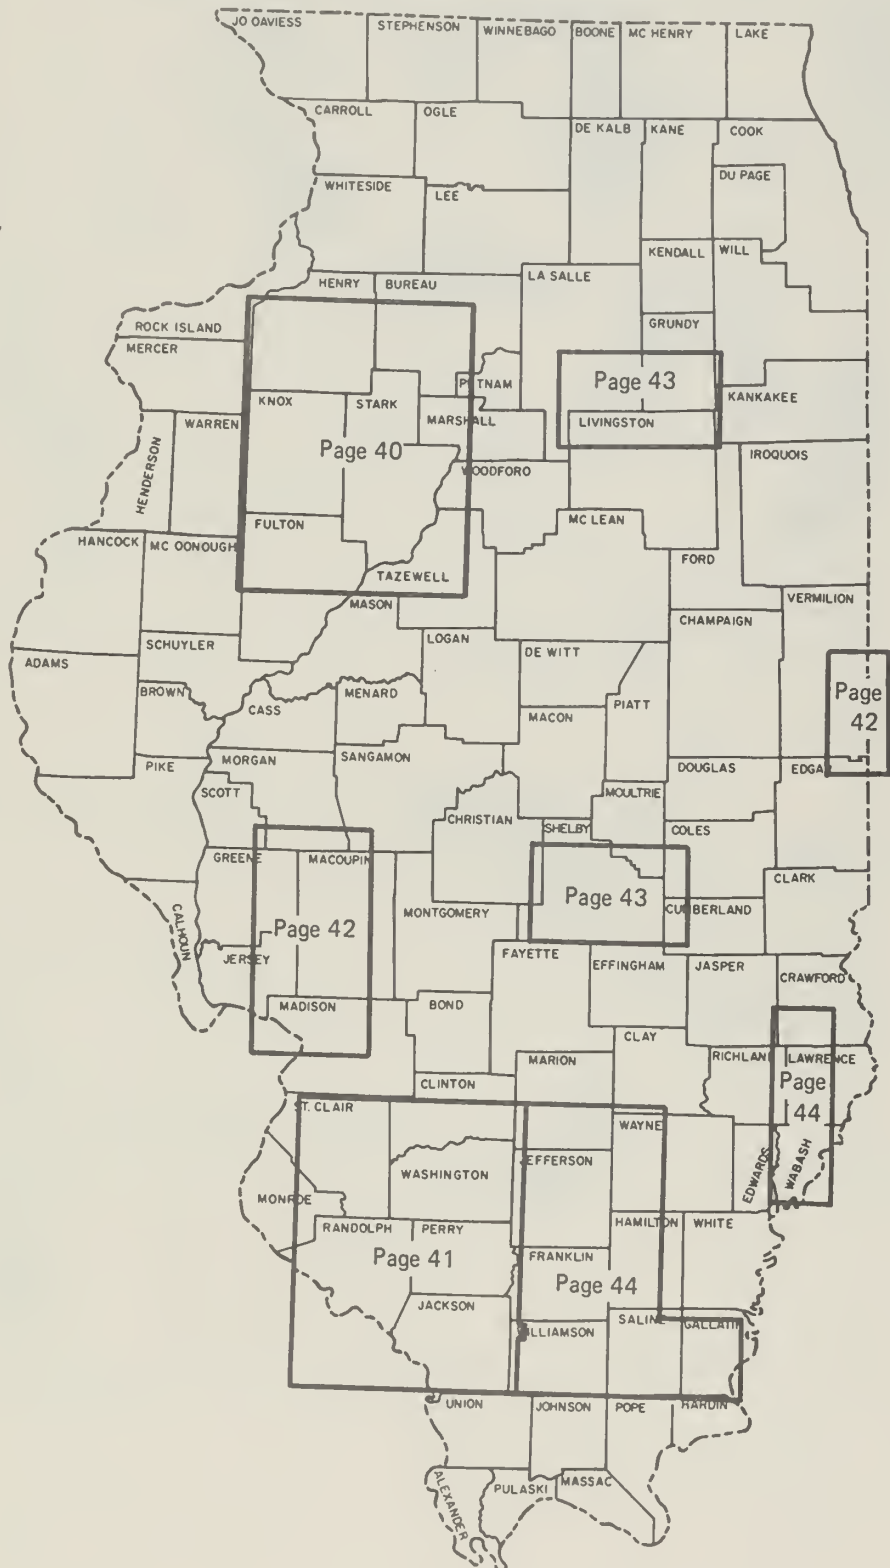 JO DAVIESS
STEPHENSON
WINNEBAGO
BOONE
MC HENRY
LAKE
CARROLL
OGLE
DE KALB
KANE
COOK
DU PAGE
WHITESIDE
LEE
KENDALL
WILL
HENRY
BUREAU
LA SALLE
GRUNDY
ROCK ISLAND
MERCER
Page 43
PUTNAM
KNOX
STARK
KANKAKEE
WARREN
MARSHALL
LIVINGSTON
HENDERSON
Page 40
IROQUOIS
WOODFORD
FULTON
MC LEAN
HANCOCK
MC DONOUGH
FORD
TAZEWELL
MASON
VERMILION
CHAMPAIGN
SCHUYLER
LOGAN
DE WITT
ADAMS
BROWN
CASS
MENARD
PIATT
Page
42
MACON
PIKE
MORGAN
SANGAMON
DOUGLAS
EDGAR
SCOTT
MOULTRIE
CHRISTIAN
SHELBY
COLES
GREENE
MACOUPIN
CLARK
Page 43
CALHOUN
MONTGOMERY
CUMBERLAND
Page 42
JERSEY
FAYETTE
EFFINGHAM
JASPER
CRAWFORD
MADISON
BOND
CLAY
MARION
RICHLAND
LAWRENCE
CLINTON
Page
44
ST. CLAIR
WAYNE
WASHINGTON
JEFFERSON
EDWARDS
WABASH
MONROE
RANDOLPH
PERRY
HAMILTON
WHITE
Page 41
FRANKLIN
Page 44
JACKSON
WILLIAMSON
SALINE
GALLATIN
UNION
JOHNSON
POPE
HARDIN
ALEXANDER
PULASKI
MASSAC